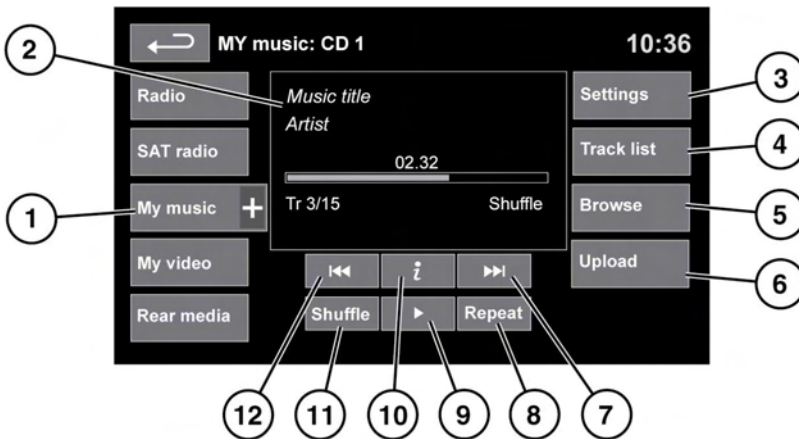 MY music: CD 1
10:36
2
Radio
Music title
Artist
Settings
3
SAT radio
02.32
Track list
4
1
My music +
Tr 3/15
Shuffle
Browse
5
My video
i
Upload
6
Rear media
Shuffle
Repeat
12
11
10
9
8
7